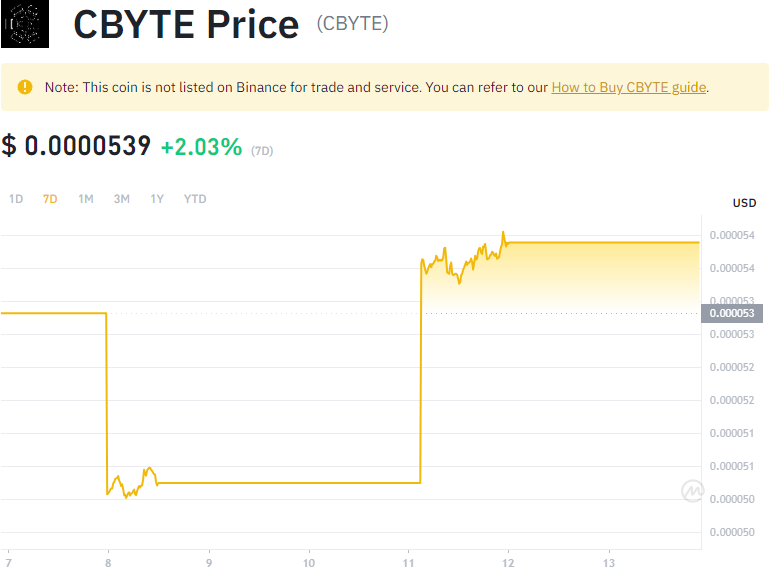 CBYTE Price (CBYTE)
Note: This coin is not listed on Binance for trade and service. You can refer to our How to Buy CBYTE guide.
$ 0.0000539 +2.03% (7D)
1D 7D 1M 3M 1Y YTD
USD
0.000054
0.000054
0.000053
0.000053
0.000053
0.000052
0.000052
0.000051
0.000051
0.000050
0.000050
7 8 9 10 11 12 13